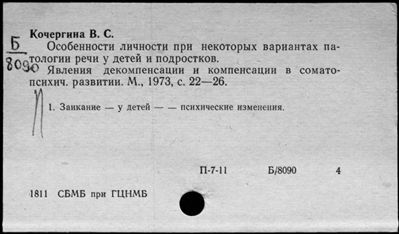 Кочергина В. С.
Б
8090
Особенности личности при некоторых вариантах па-
тологии речи у детей и подростков.
Явления декомпенсации и компенсации в сомато-
психич. развитии. М., 1973, с. 22—26.
1. Заикание — у детей — — психические изменения.
П-7-11 Б/8090 4
1811 СБМБ при ГЦНМБ